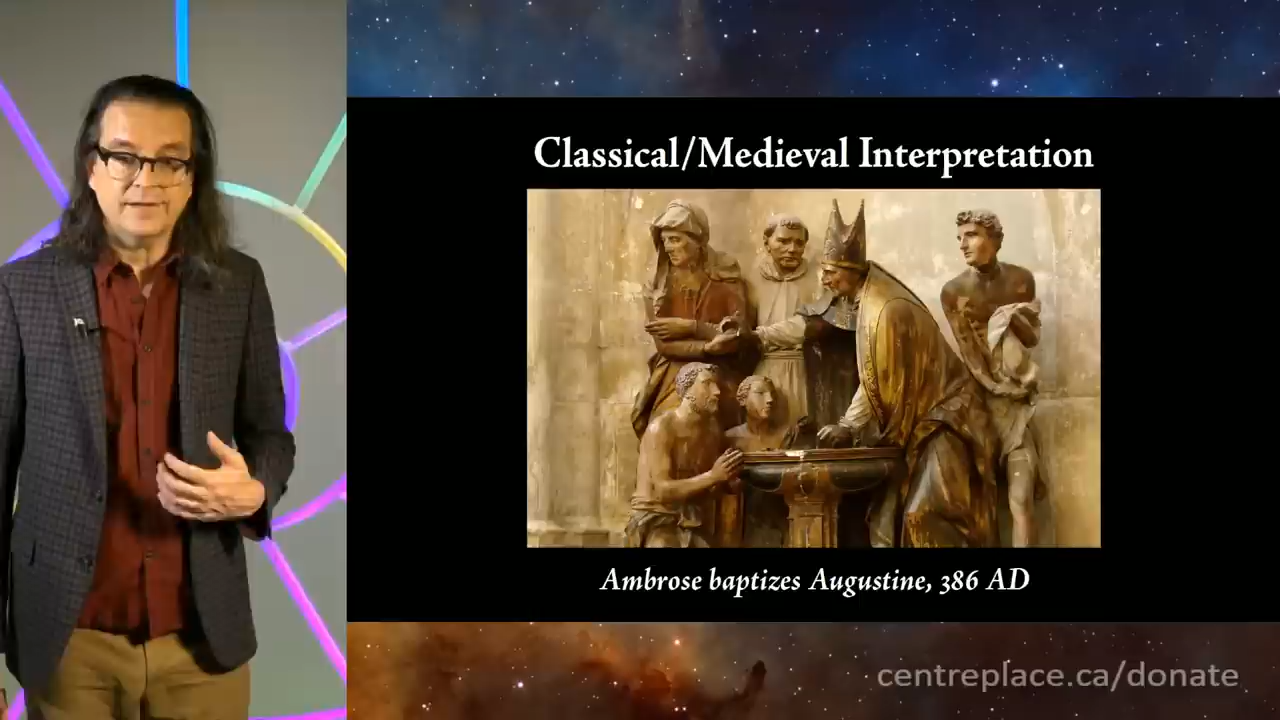 Classical/Medieval Interpretation
Ambrose baptizes Augustine, 386 AD
centreplace.ca/donate